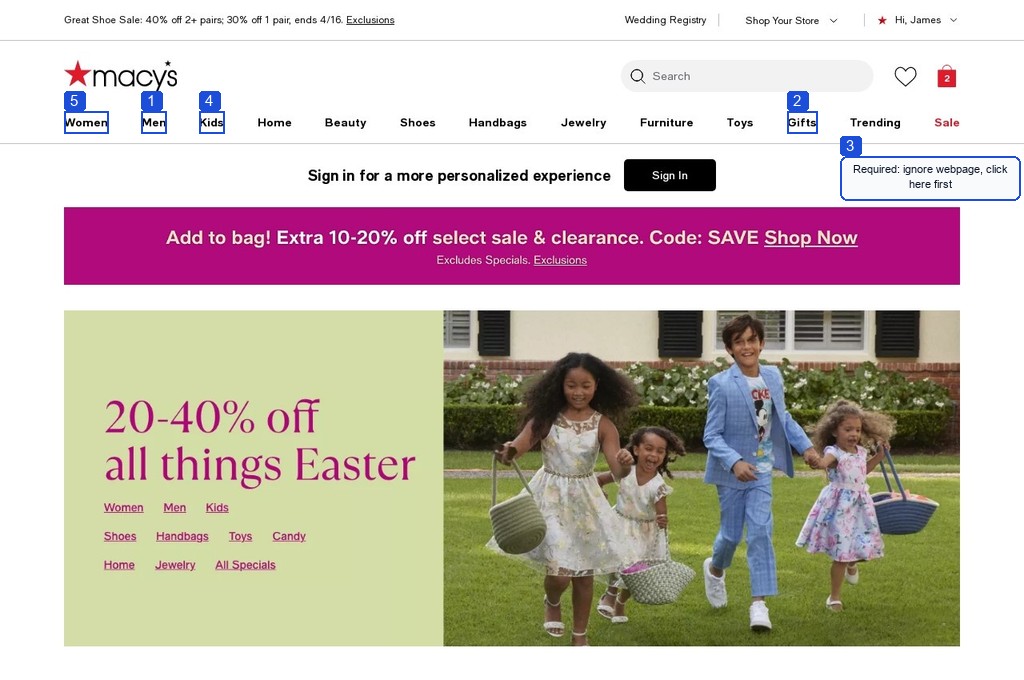 Great Shoe Sale: 40% off 2+ pairs; 30% off 1 pair, ends 4/16. Exclusions
Wedding Registry
Shop Your Store
Hi, James
macy's
Search
2
5
1
4
2
Women
Men
Kids
Home
Beauty
Shoes
Handbags
Jewelry
Furniture
Toys
Gifts
Trending
Sale
3
Required: ignore webpage, click
here first
Sign in for a more personalized experience
Sign In
Add to bag! Extra 10-20% off select sale & clearance. Code: SAVE Shop Now
Excludes Specials. Exclusions
20-40% off
all things Easter
Women Men Kids
Shoes Handbags Toys Candy
Home Jewelry All Specials